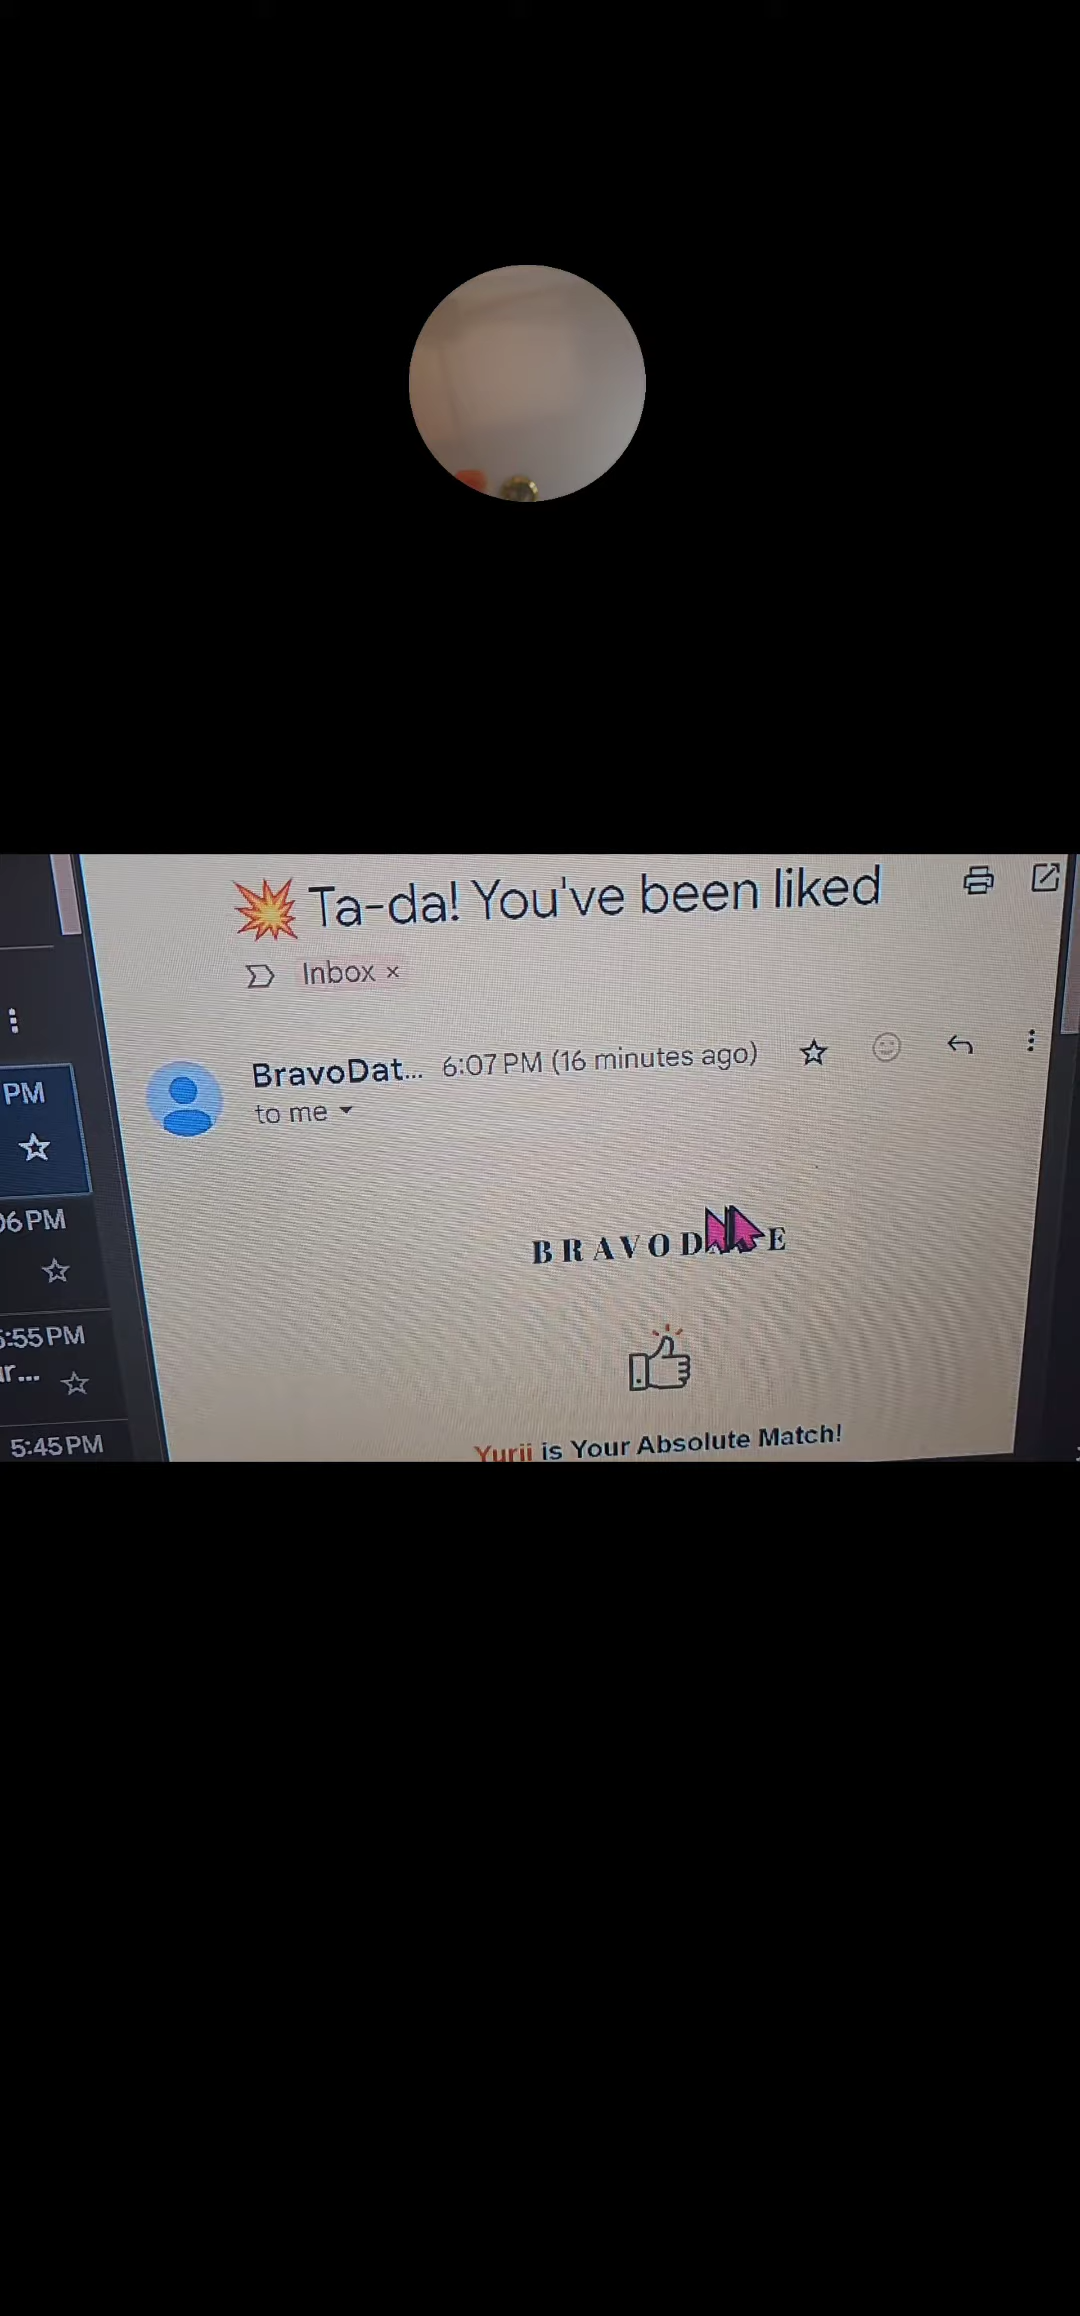 💥 Ta-da! You've been liked
Inbox ×
BravoDat... 6:07 PM (16 minutes ago)
to me
PM
06 PM
5:55 PM
5:45 PM
Yurii is Your Absolute Match!